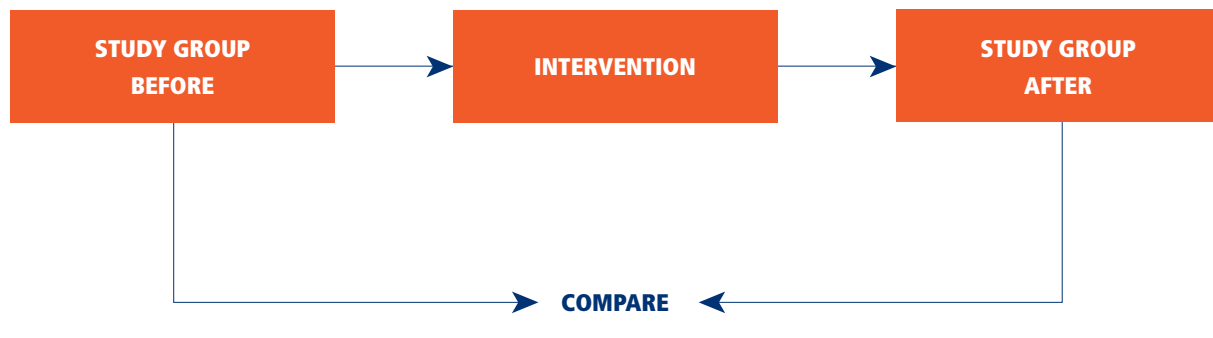 STUDY GROUP
BEFORE
INTERVENTION
STUDY GROUP
AFTER
COMPARE